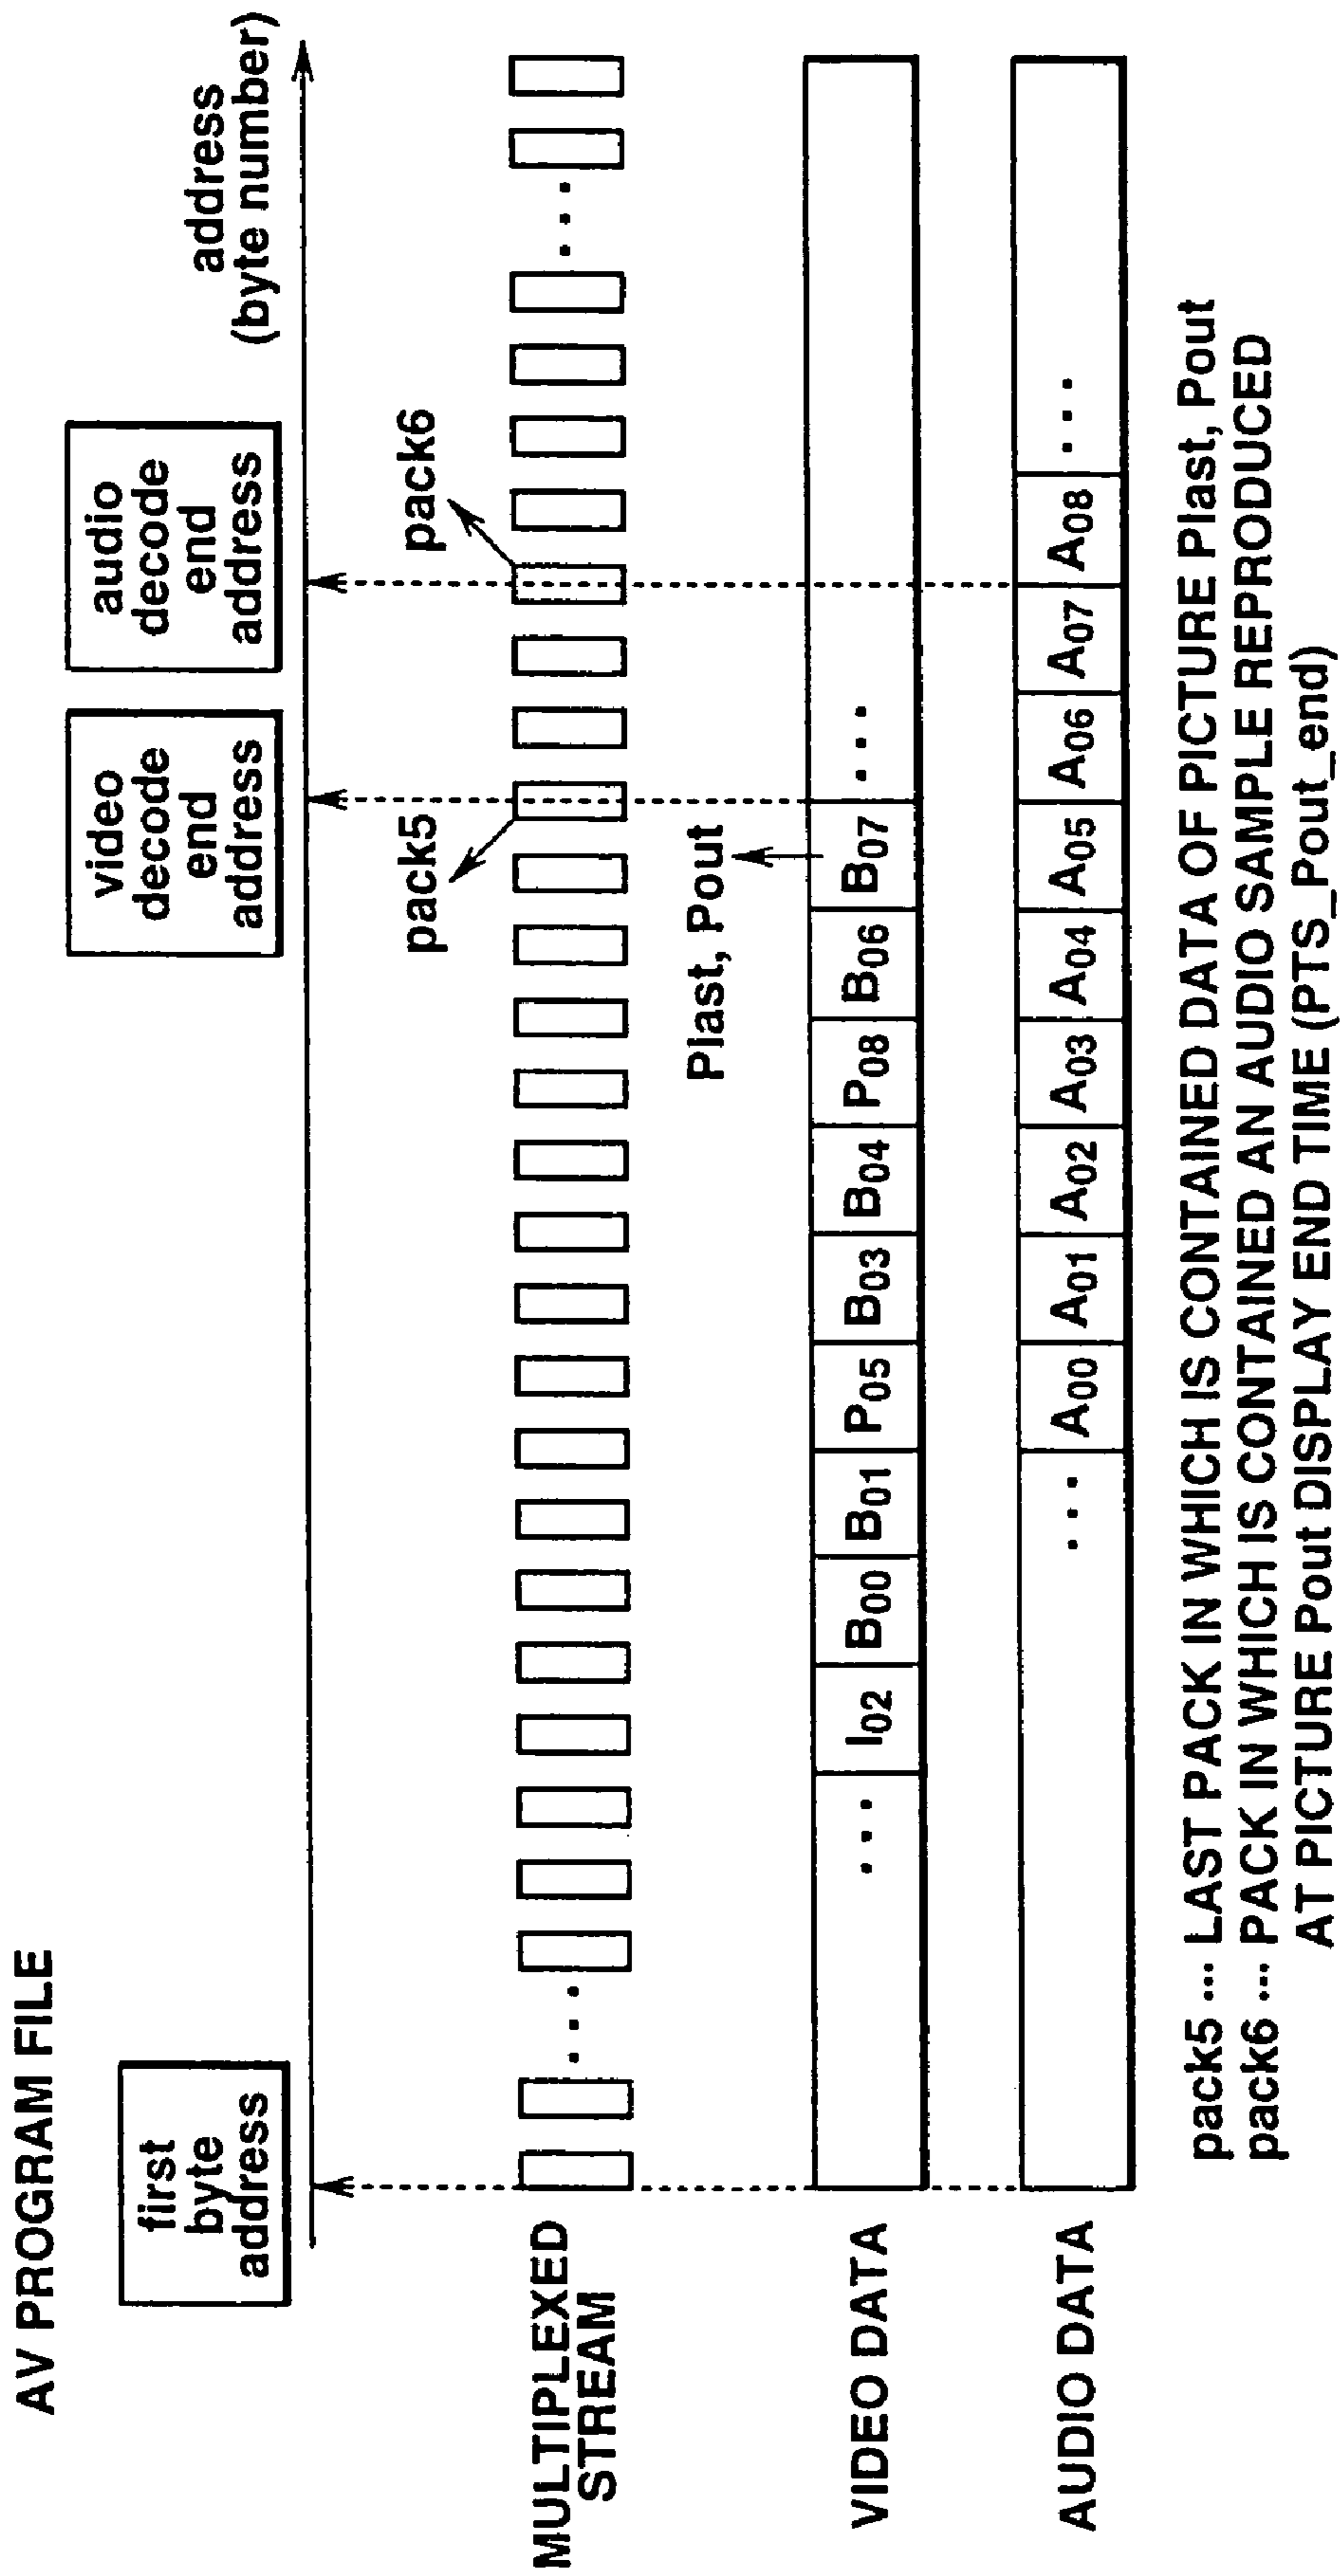 AV PROGRAM FILE
first
byte
address
video
decode
end
address
audio
decode
end
address
address
(byte number)
MULTIPLEXED
STREAM
. . .
pack5
pack6
. . .
Plast, Pout
VIDEO DATA
. . . I02 B00 B01 P05 B03 B04 P08 B06 B07 . . .
AUDIO DATA
. . . A00 A01 A02 A03 A04 A05 A06 A07 A08 . . .
pack5 ... LAST PACK IN WHICH IS CONTAINED DATA OF PICTURE Plast, Pout
pack6 ... PACK IN WHICH IS CONTAINED AN AUDIO SAMPLE REPRODUCED
AT PICTURE Pout DISPLAY END TIME (PTS_Pout_end)